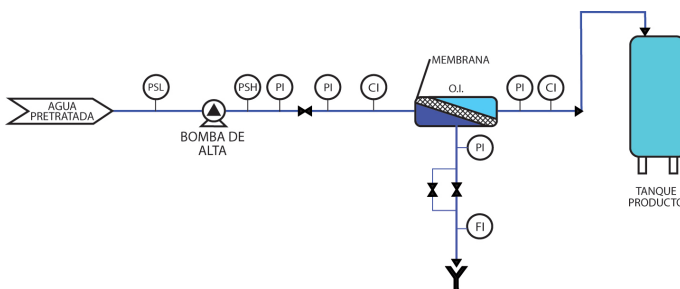 AGUA
PRETRATADA
PSL
BOMBA DE
ALTA
PSH
PI
PI
CI
MEMBRANA
O.I.
PI
CI
PI
FI
TANQUE
PRODUCTO